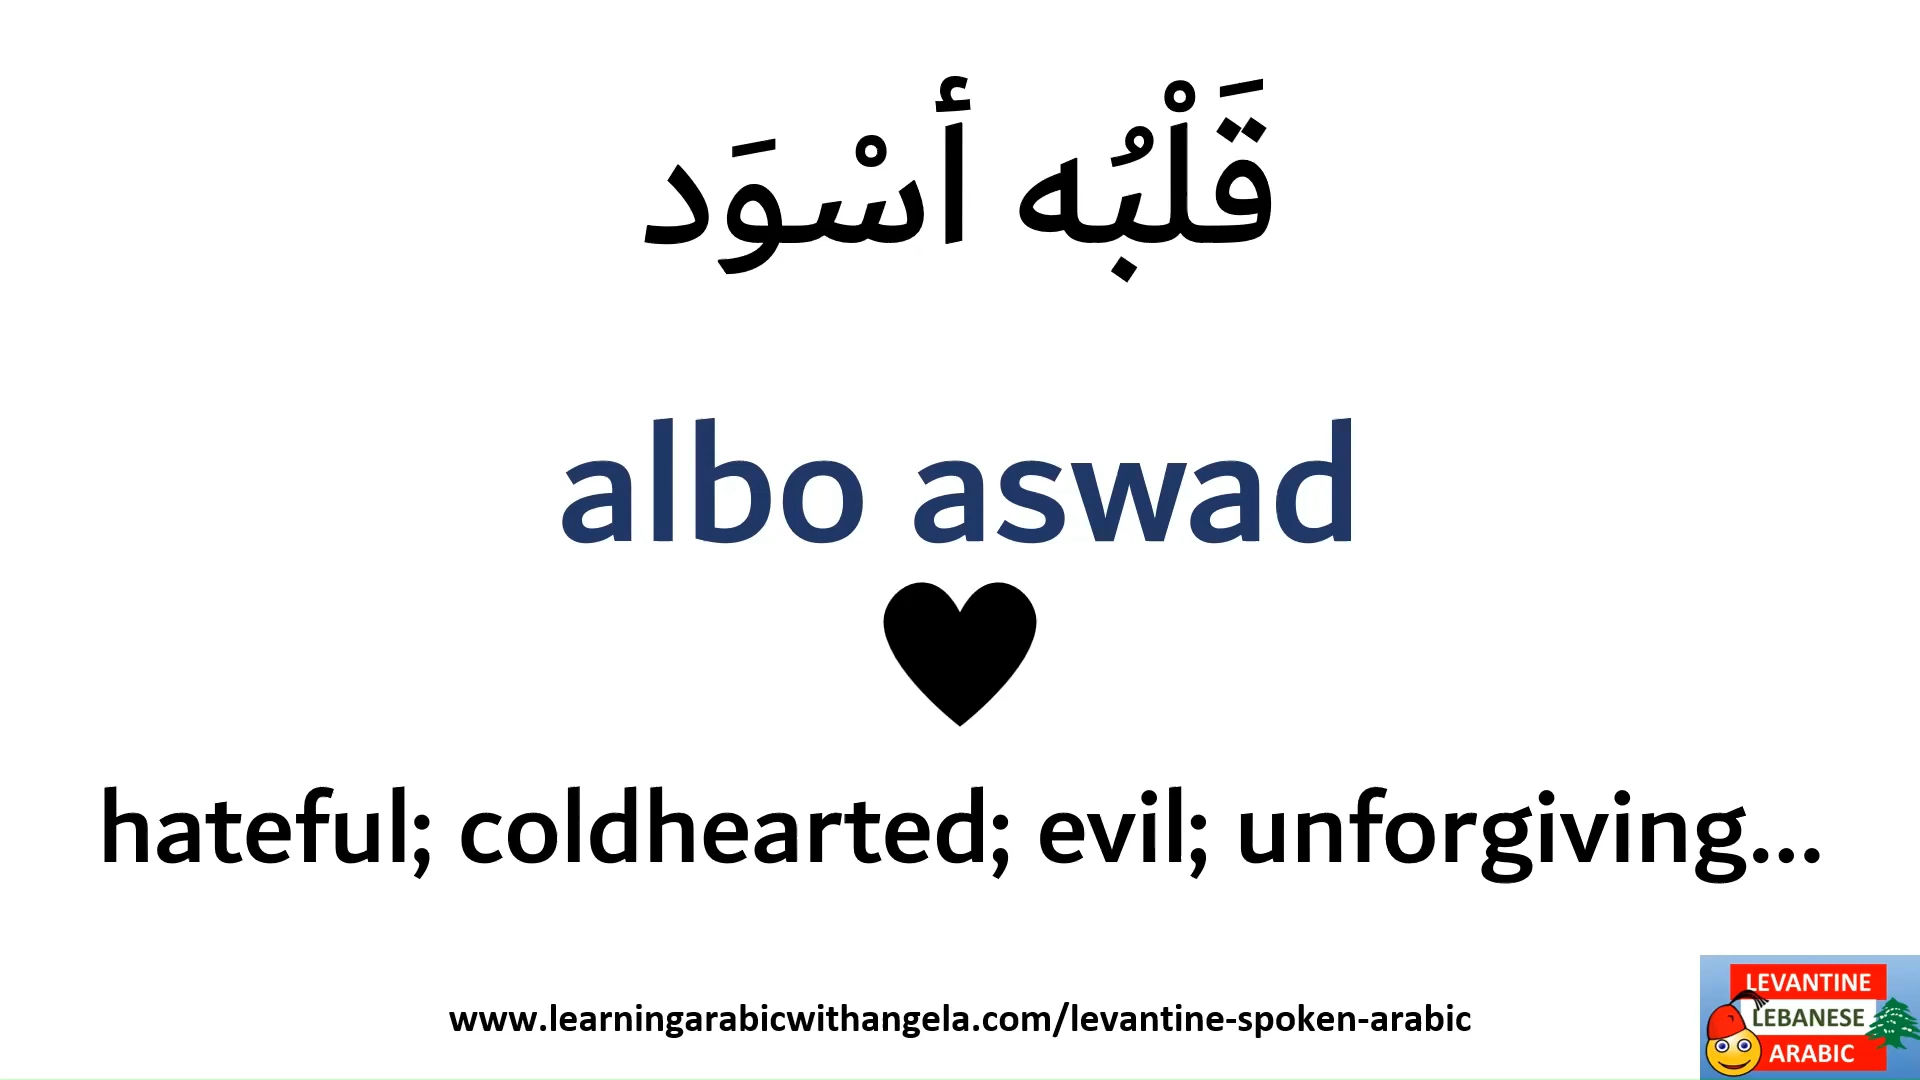 قَلْبُه أسْوَد
albo aswad
hateful; coldhearted; evil; unforgiving...
www.learningarabicwithangela.com/levantine-spoken-arabic
LEVANTINE
LEBANESE
ARABIC